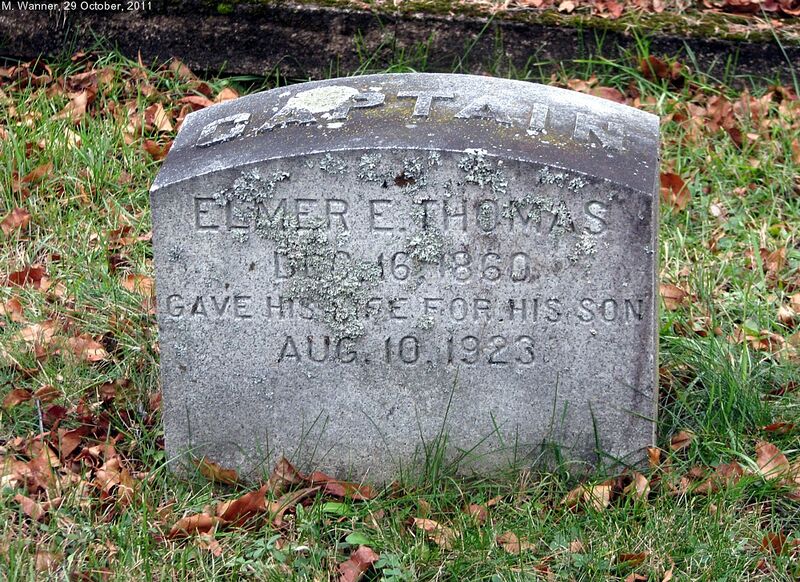 M. Wanner, 29 October, 2011
CAPTAIN
ELMER E. THOMAS
DEC. 16, 1860
GAVE HIS LIFE FOR HIS SON
AUG. 10, 1923